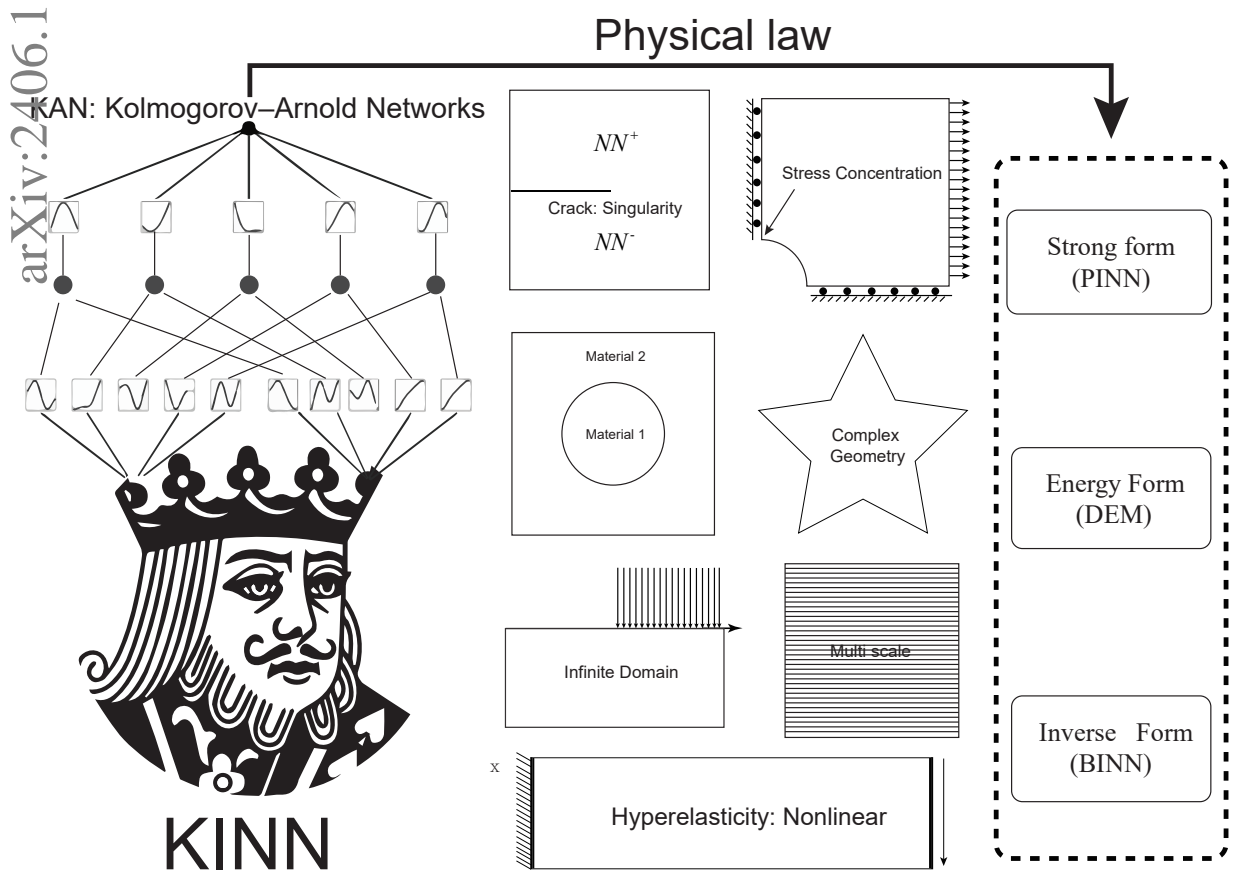 Physical law
arXiv:2406.1
KAN: Kolmogorov–Arnold Networks
NN+
Crack: Singularity
NN-
Stress Concentration
Strong form
(PINN)
Material 2
Material 1
Complex
Geometry
Energy Form
(DEM)
Infinite Domain
Multi scale
Inverse Form
(BINN)
x
Hyperelasticity: Nonlinear
KINN